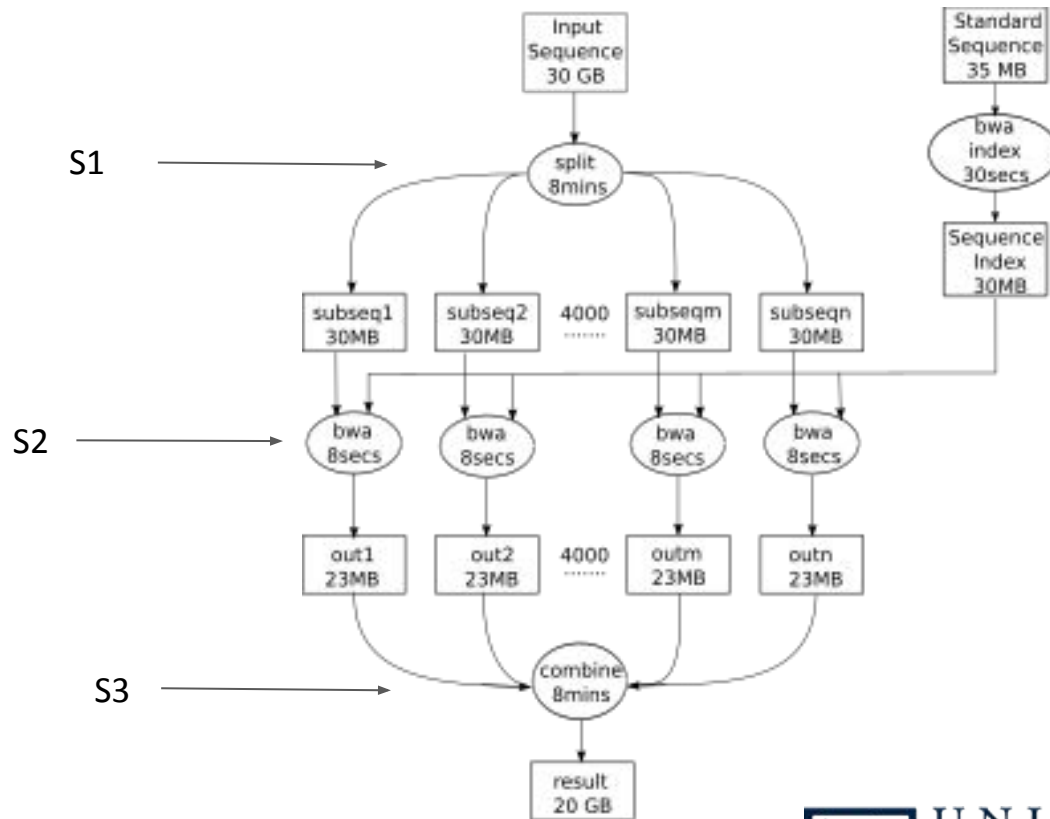 Input
Sequence
30 GB
Standard
Sequence
35 MB
bwa
index
30secs
S1
split
8mins
Sequence
Index
30MB
subseq1
30MB
subseq2
30MB
4000
.......
subseqm
30MB
subseqn
30MB
S2
bwa
8secs
bwa
8secs
bwa
8secs
bwa
8secs
out1
23MB
out2
23MB
4000
.......
outm
23MB
outn
23MB
S3
combine
8mins
result
20 GB